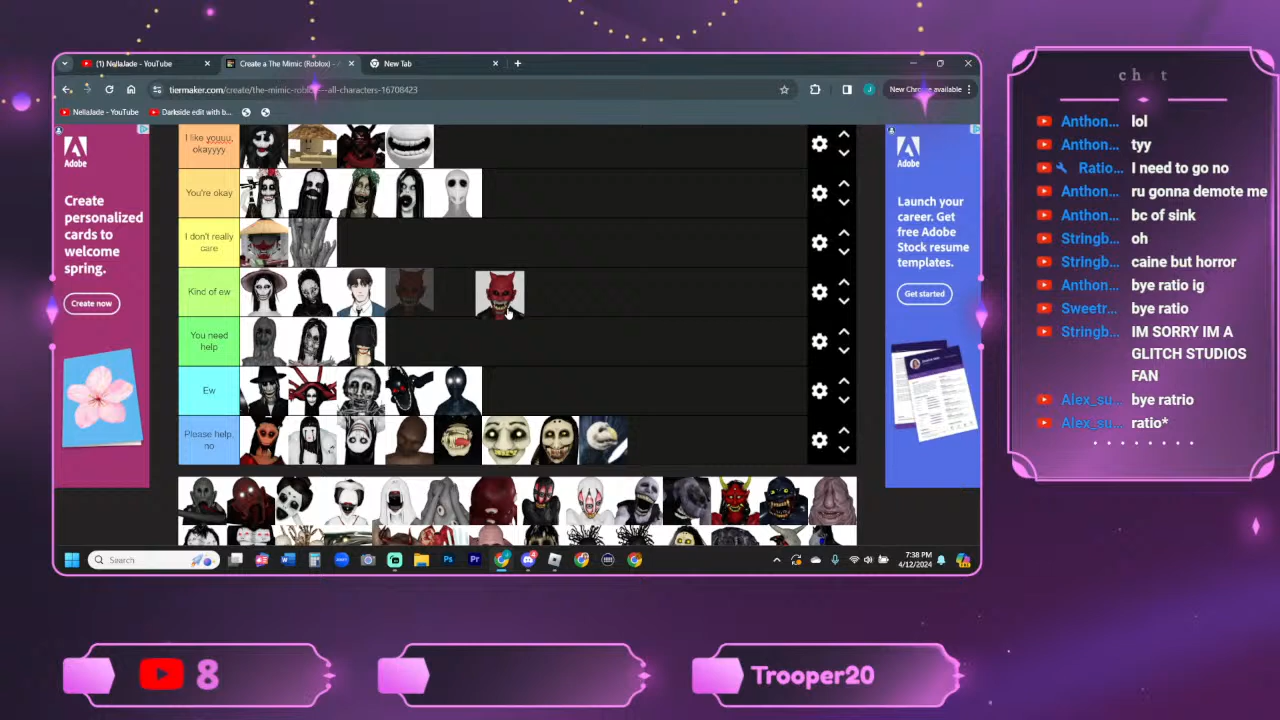 (1) NellaJade - YouTube
Create a The Mimic (Roblox) -
New Tab
tiermaker.com/create/the-mimic-roblox---all-characters-16708423
New Chrome available
NellaJade - YouTube
Darkside edit with b...
Adobe
Create
personalized
cards to
welcome
spring.
Create now
I like youuu,
okayyyy
You're okay
I don't really
care
Kind of ew
You need
help
Ew
Please help,
no
Adobe
Launch your
career. Get
free Adobe
Stock resume
templates.
Get started
Search
7:38 PM
4/12/2024
chat
Anthon... lol
Anthon... tyy
Ratio... I need to go no
Anthon... ru gonna demote me
Anthon... bc of sink
Stringb... oh
Stringb... caine but horror
Anthon... bye ratio ig
Sweetr... bye ratio
Stringb... IM SORRY IM A
GLITCH STUDIOS
FAN
Alex_su... bye ratrio
Alex_su... ratio*
8
Trooper20